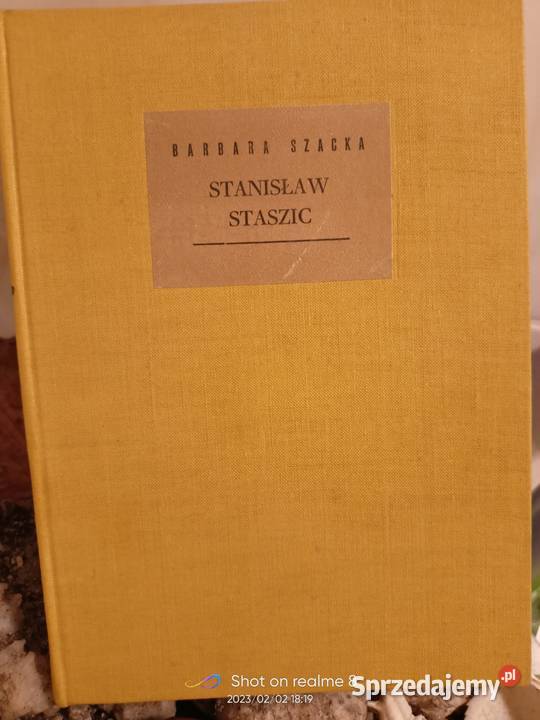 BARBARA SZACKA
STANISŁAW
STASZIC
Shot on realme 8
2023/02/02 18:19
Sprzedajemy.pl